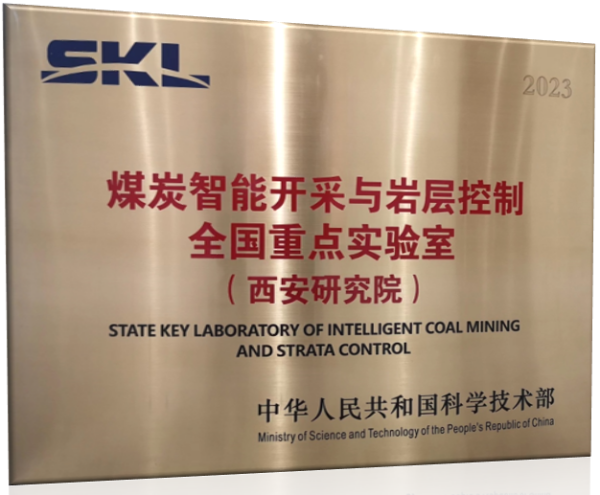 SKL
2023
煤炭智能开采与岩层控制
全国重点实验室
（西安研究院）
STATE KEY LABORATORY OF INTELLIGENT COAL MINING
AND STRATA CONTROL
中华人民共和国科学技术部
Ministry of Science and Technology of the People's Republic of China